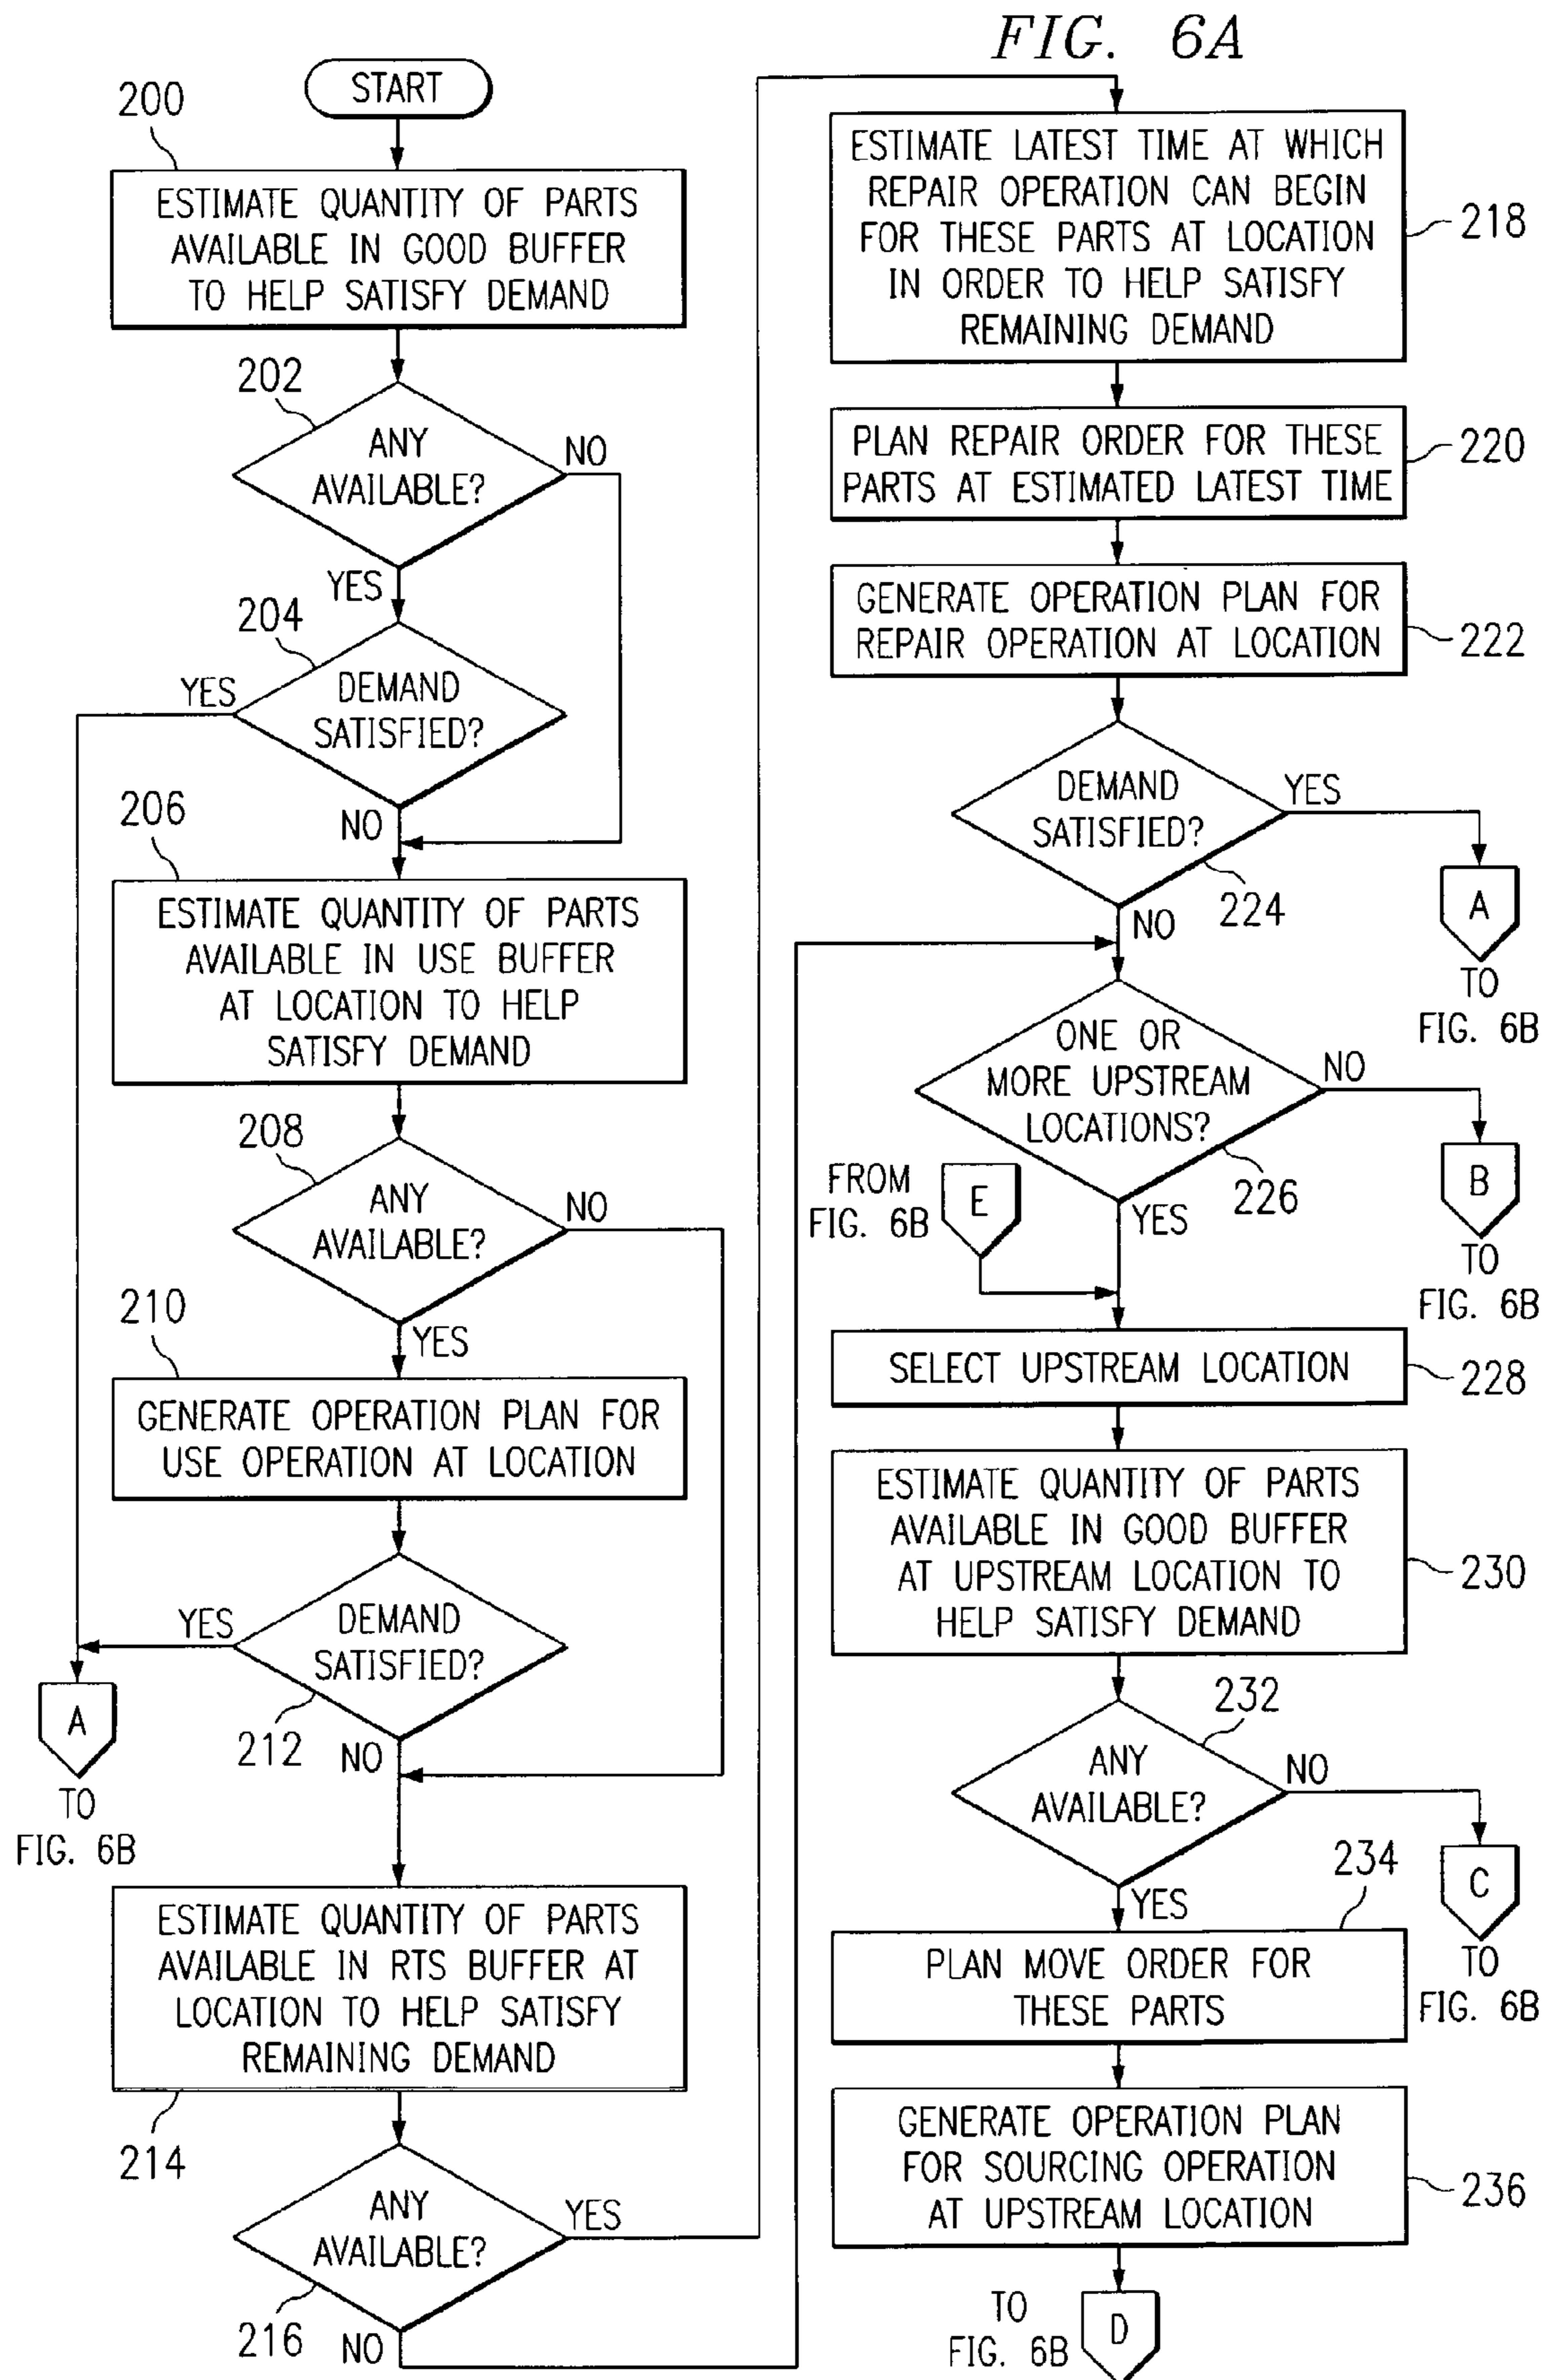 FIG. 6A
START
200
ESTIMATE QUANTITY OF PARTS
AVAILABLE IN GOOD BUFFER
TO HELP SATISFY DEMAND
202
ANY
AVAILABLE?
NO
YES
204
DEMAND
SATISFIED?
YES
NO
206
ESTIMATE QUANTITY OF PARTS
AVAILABLE IN USE BUFFER
AT LOCATION TO HELP
SATISFY DEMAND
208
ANY
AVAILABLE?
NO
YES
210
GENERATE OPERATION PLAN FOR
USE OPERATION AT LOCATION
YES
DEMAND
SATISFIED?
212
NO
A
TO
FIG. 6B
ESTIMATE QUANTITY OF PARTS
AVAILABLE IN RTS BUFFER AT
LOCATION TO HELP SATISFY
REMAINING DEMAND
214
ANY
AVAILABLE?
YES
216
NO
ESTIMATE LATEST TIME AT WHICH
REPAIR OPERATION CAN BEGIN
FOR THESE PARTS AT LOCATION
IN ORDER TO HELP SATISFY
REMAINING DEMAND
218
PLAN REPAIR ORDER FOR THESE
PARTS AT ESTIMATED LATEST TIME
220
GENERATE OPERATION PLAN FOR
REPAIR OPERATION AT LOCATION
222
DEMAND
SATISFIED?
YES
224
NO
A
TO
FIG. 6B
ONE OR
MORE UPSTREAM
LOCATIONS?
NO
226
YES
B
TO
FIG. 6B
FROM
FIG. 6B
E
SELECT UPSTREAM LOCATION
228
ESTIMATE QUANTITY OF PARTS
AVAILABLE IN GOOD BUFFER
AT UPSTREAM LOCATION TO
HELP SATISFY DEMAND
230
232
ANY
AVAILABLE?
NO
YES
C
TO
FIG. 6B
234
PLAN MOVE ORDER FOR
THESE PARTS
GENERATE OPERATION PLAN
FOR SOURCING OPERATION
AT UPSTREAM LOCATION
236
TO
FIG. 6B
D